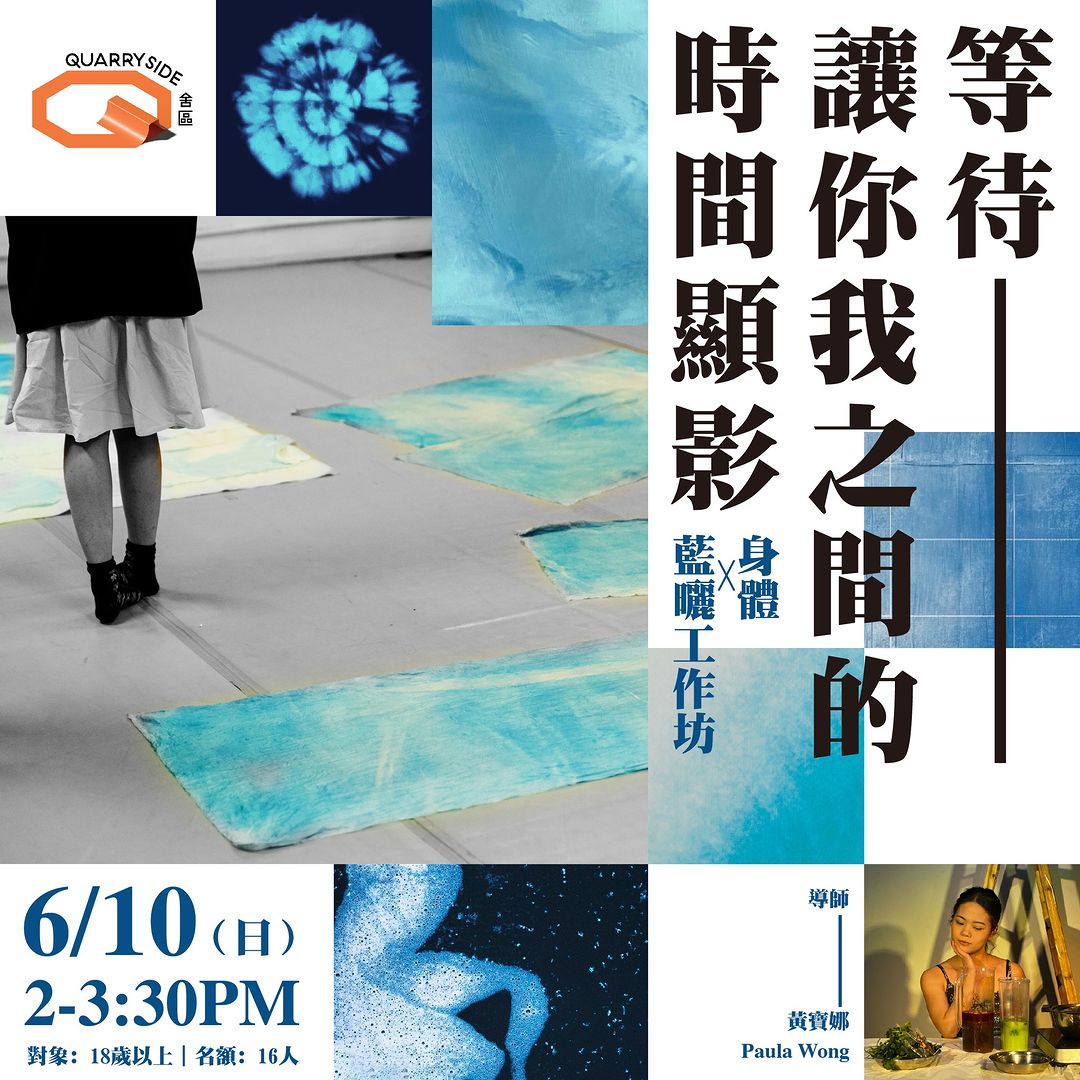 QUARRYSIDE
舍區
等待——
讓你我之間的
時間顯影
身體
×
藍曬工作坊
6/10（日）
2-3:30PM
對象：18歲以上｜名額：16人
導師
黃寶娜
Paula Wong